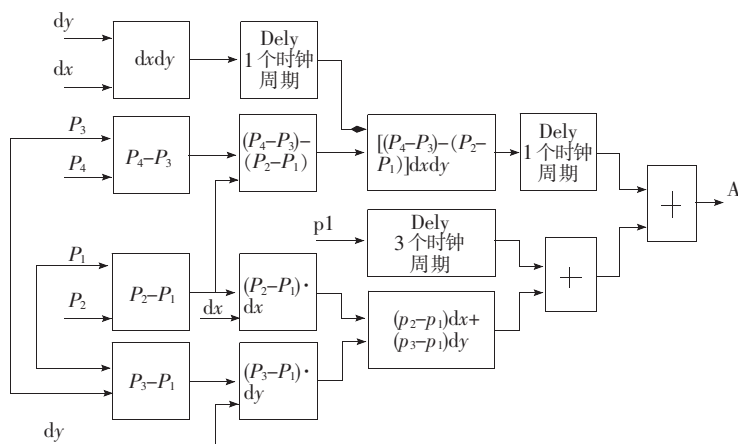 dy
dx
dxdy
Dely
1个时钟
周期
P3
P4
P4–P3
(P4–P3)–
(P2–P1)
[(P4–P3)–(P2–
P1)]dxdy
Dely
1个时钟
周期
A
+
p1
Dely
3个时钟
周期
+
P1
P2
P2–P1
dx
(P2–P1)·
dx
(p2–p1)dx+
(p3–p1)dy
P3–P1
(P3–P1)·
dy
dy